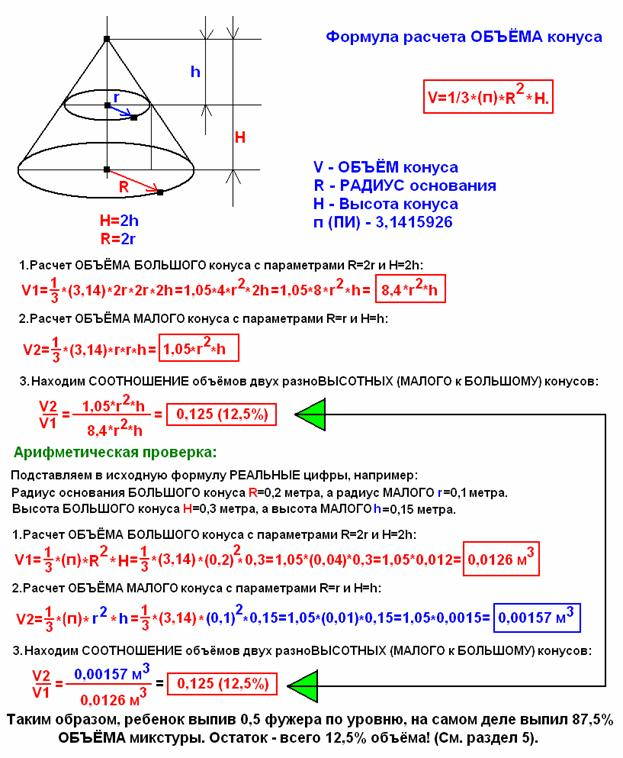 Формула расчета ОБЪЁМА конуса
h
r
V=1/3*(п)*R²*H.
H
V - ОБЪЁМ конуса
R - РАДИУС основания
H - Высота конуса
п (ПИ) - 3,1415926
R
H=2h
R=2r
1.Расчет ОБЪЁМА БОЛЬШОГО конуса с параметрами R=2r и H=2h:
V1=1/3*(3,14)*2r*2r*2h=1,05*4*r²*2h=1,05*8*r²*h= 8,4*r²*h
2.Расчет ОБЪЁМА МАЛОГО конуса с параметрами R=r и H=h:
V2=1/3*(3,14)*r*r*h= 1,05*r²*h
3.Находим СООТНОШЕНИЕ объёмов двух разноВЫСОТНЫХ (МАЛОГО к БОЛЬШОМУ) конусов:
V2/V1 = 1,05*r²*h/8,4*r²*h = 0,125 (12,5%)
Арифметическая проверка:
Подставляем в исходную формулу РЕАЛЬНЫЕ цифры, например:
Радиус основания БОЛЬШОГО конуса R=0,2 метра, а радиус МАЛОГО r=0,1 метра.
Высота БОЛЬШОГО конуса H=0,3 метра, а высота МАЛОГО h=0,15 метра.
1.Расчет ОБЪЁМА БОЛЬШОГО конуса с параметрами R=2r и H=2h:
V1=1/3*(п)*R²*H=1/3*(3,14)*(0,2)²*0,3=1,05*(0,04)*0,3=1,05*0,012= 0,0126 м³
2.Расчет ОБЪЁМА МАЛОГО конуса с параметрами R=r и H=h:
V2=1/3*(п)*r²*h=1/3*(3,14)*(0,1)²*0,15=1,05*(0,01)*0,15=1,05*0,0015= 0,00157 м³
3.Находим СООТНОШЕНИЕ объёмов двух разноВЫСОТНЫХ (МАЛОГО к БОЛЬШОМУ) конусов:
V2/V1 = 0,00157 м³/0,0126 м³ = 0,125 (12,5%)
Таким образом, ребенок выпив 0,5 фужера по уровню, на самом деле выпил 87,5%
ОБЪЁМА микстуры. Остаток - всего 12,5% объёма! (См. раздел 5).